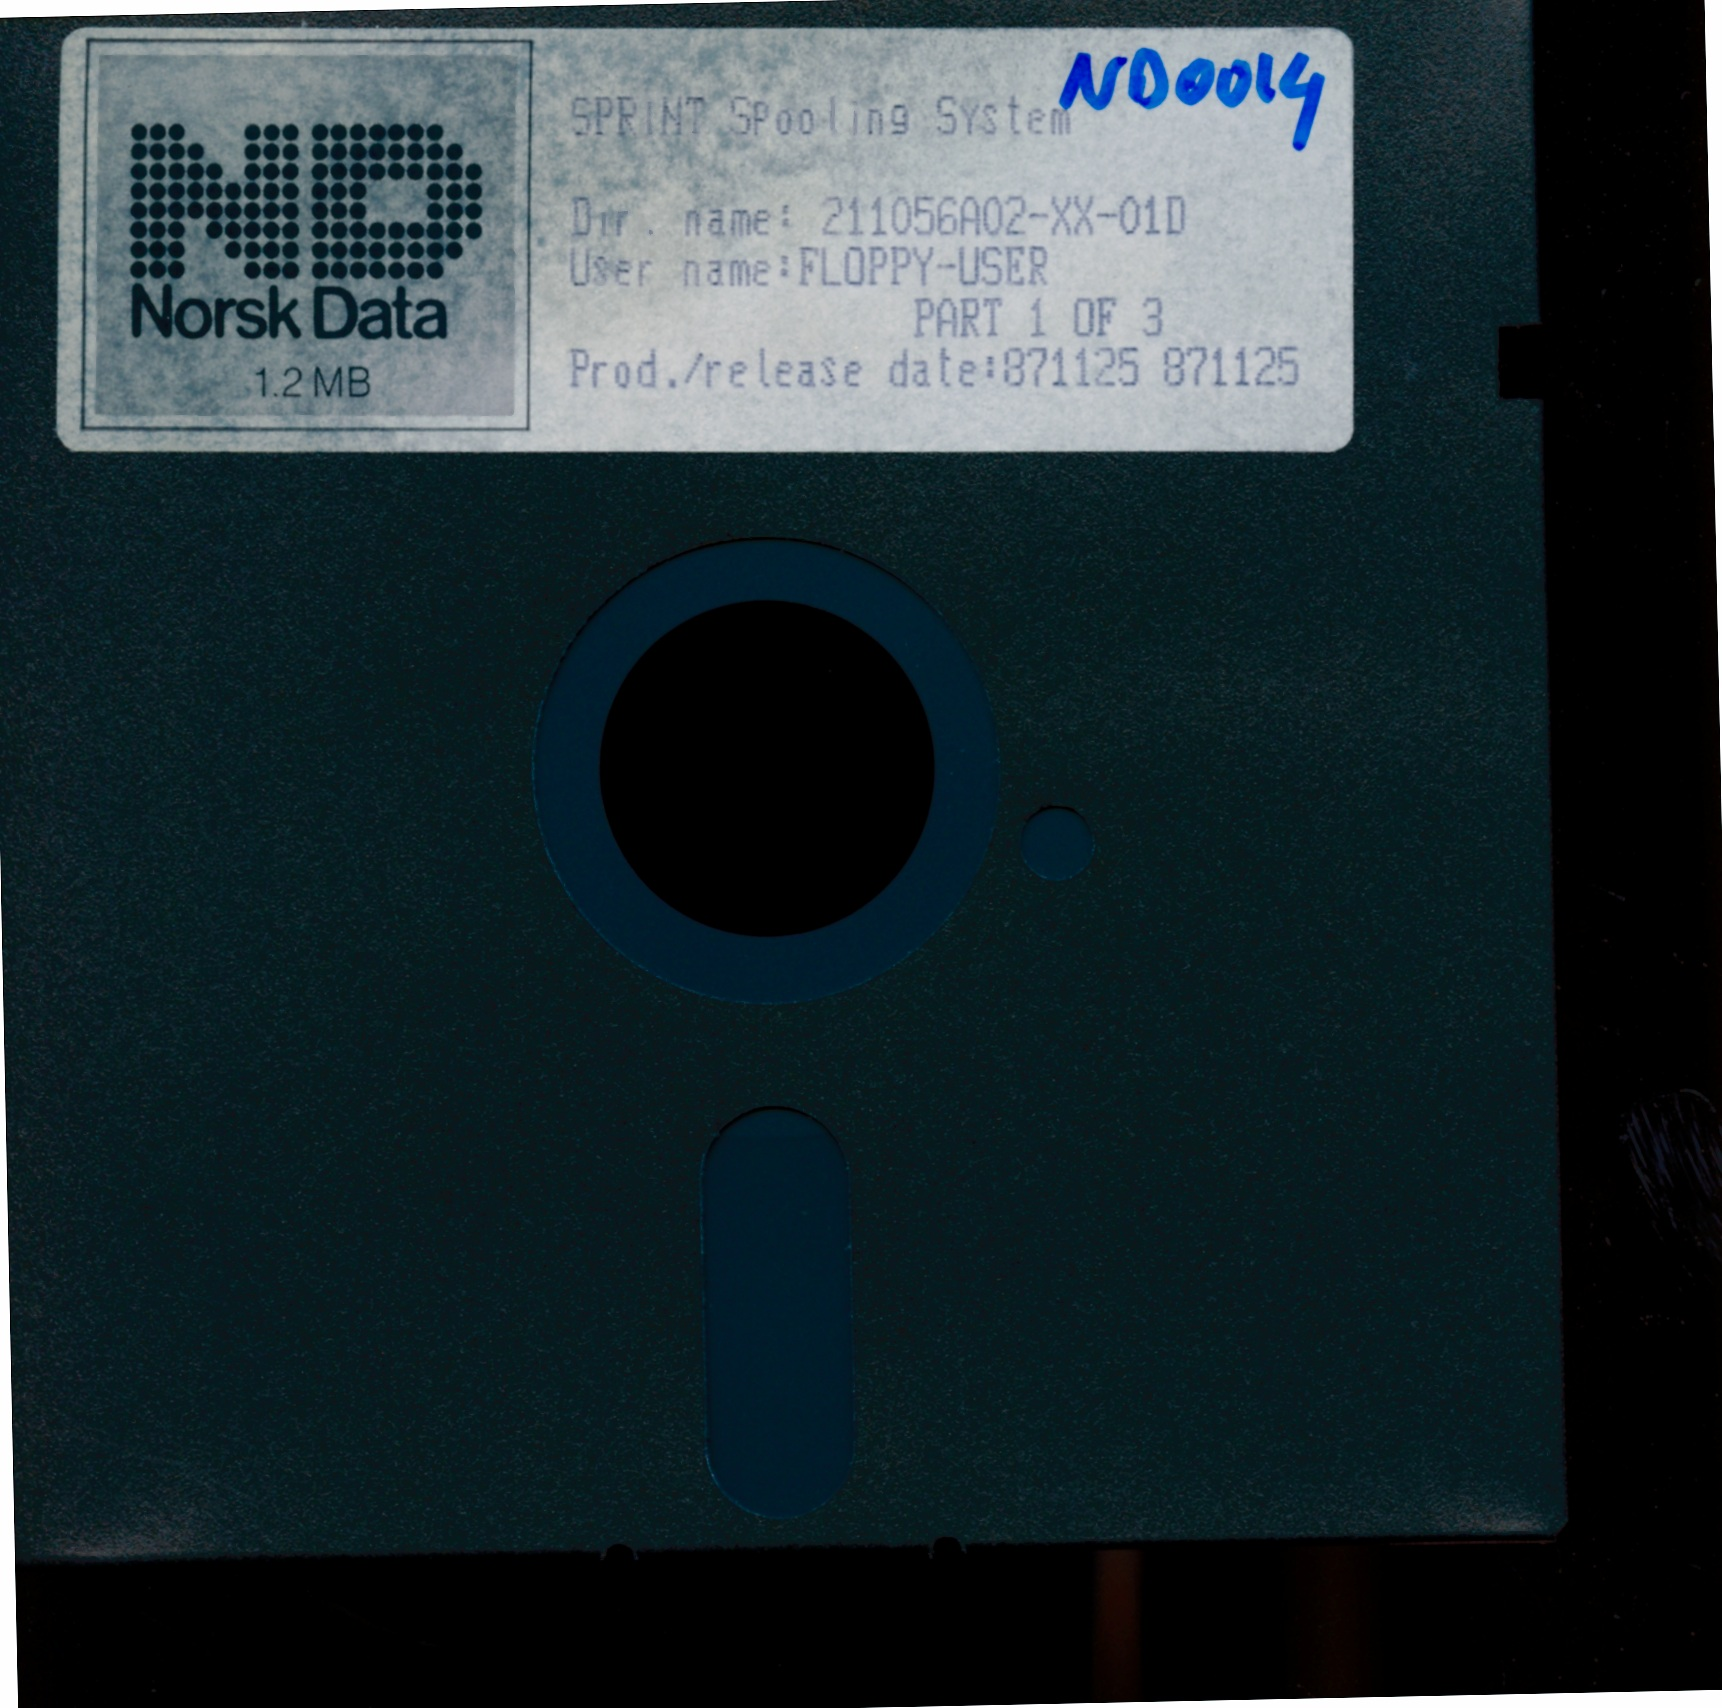 ND0014
SPRINT Spooling System
Dir. name: 211056A02-XX-01D
User name:FLOPPY-USER
PART 1 OF 3
Prod./release date:871125 871125
ND
Norsk Data
1.2 MB